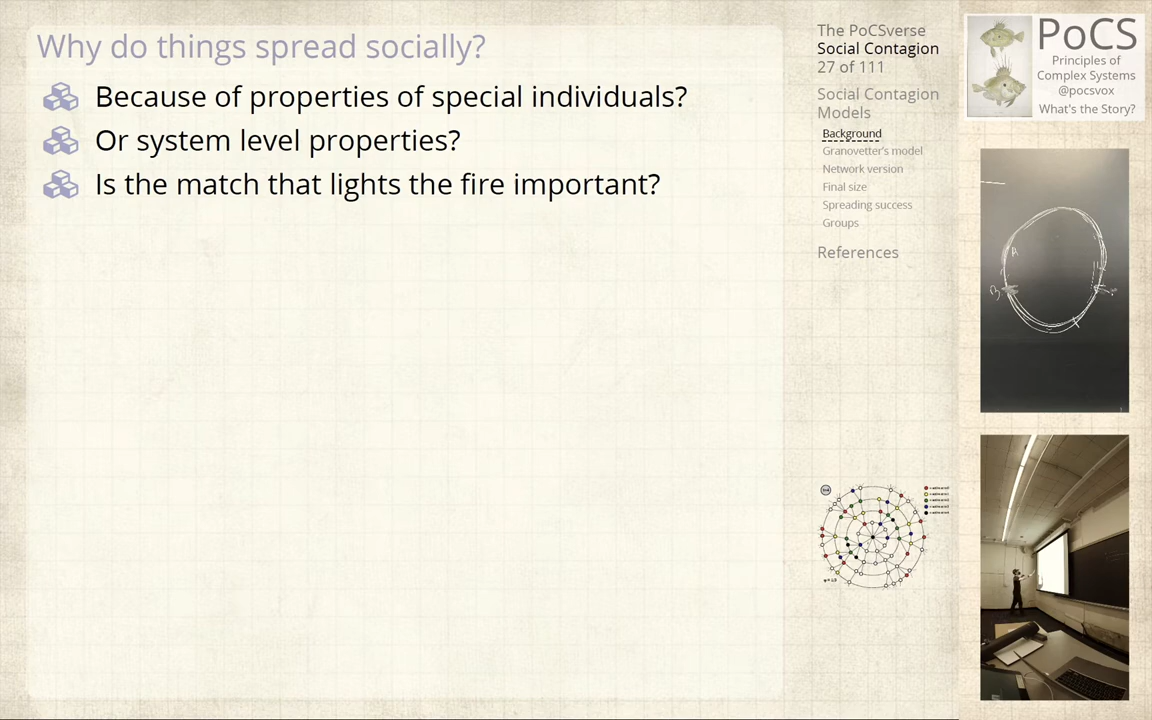 Why do things spread socially?
Because of properties of special individuals?
Or system level properties?
Is the match that lights the fire important?
The PoCSverse
Social Contagion
27 of 111
Social Contagion
Models
Background
Granovetter's model
Network version
Final size
Spreading success
Groups
References
PoCS
Principles of
Complex Systems
@pocsvox
What's the Story?
A
B